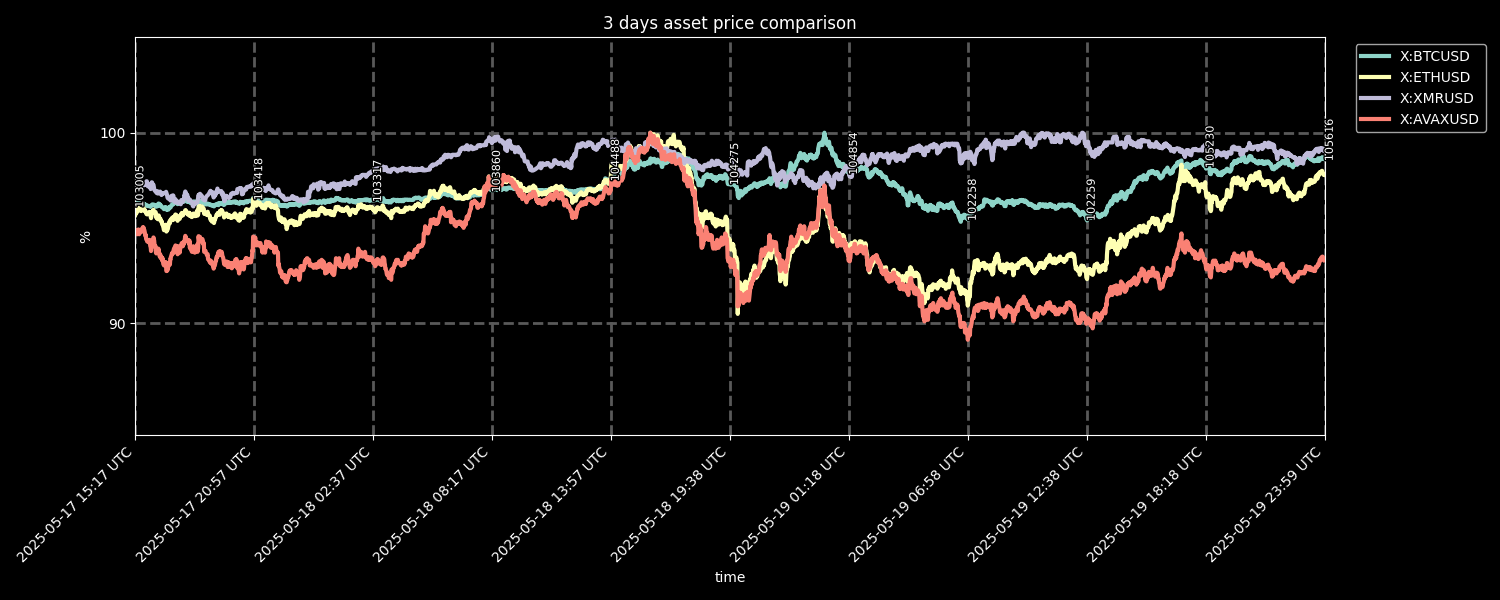 3 days asset price comparison
X:BTCUSD
X:ETHUSD
X:XMRUSD
X:AVAXUSD
100
90
%
103005
103418
103317
103860
104488
104275
104854
102258
102259
105230
105616
2025-05-17 15:17 UTC
2025-05-17 20:57 UTC
2025-05-18 02:37 UTC
2025-05-18 08:17 UTC
2025-05-18 13:57 UTC
2025-05-18 19:38 UTC
2025-05-19 01:18 UTC
2025-05-19 06:58 UTC
2025-05-19 12:38 UTC
2025-05-19 18:18 UTC
2025-05-19 23:59 UTC
time